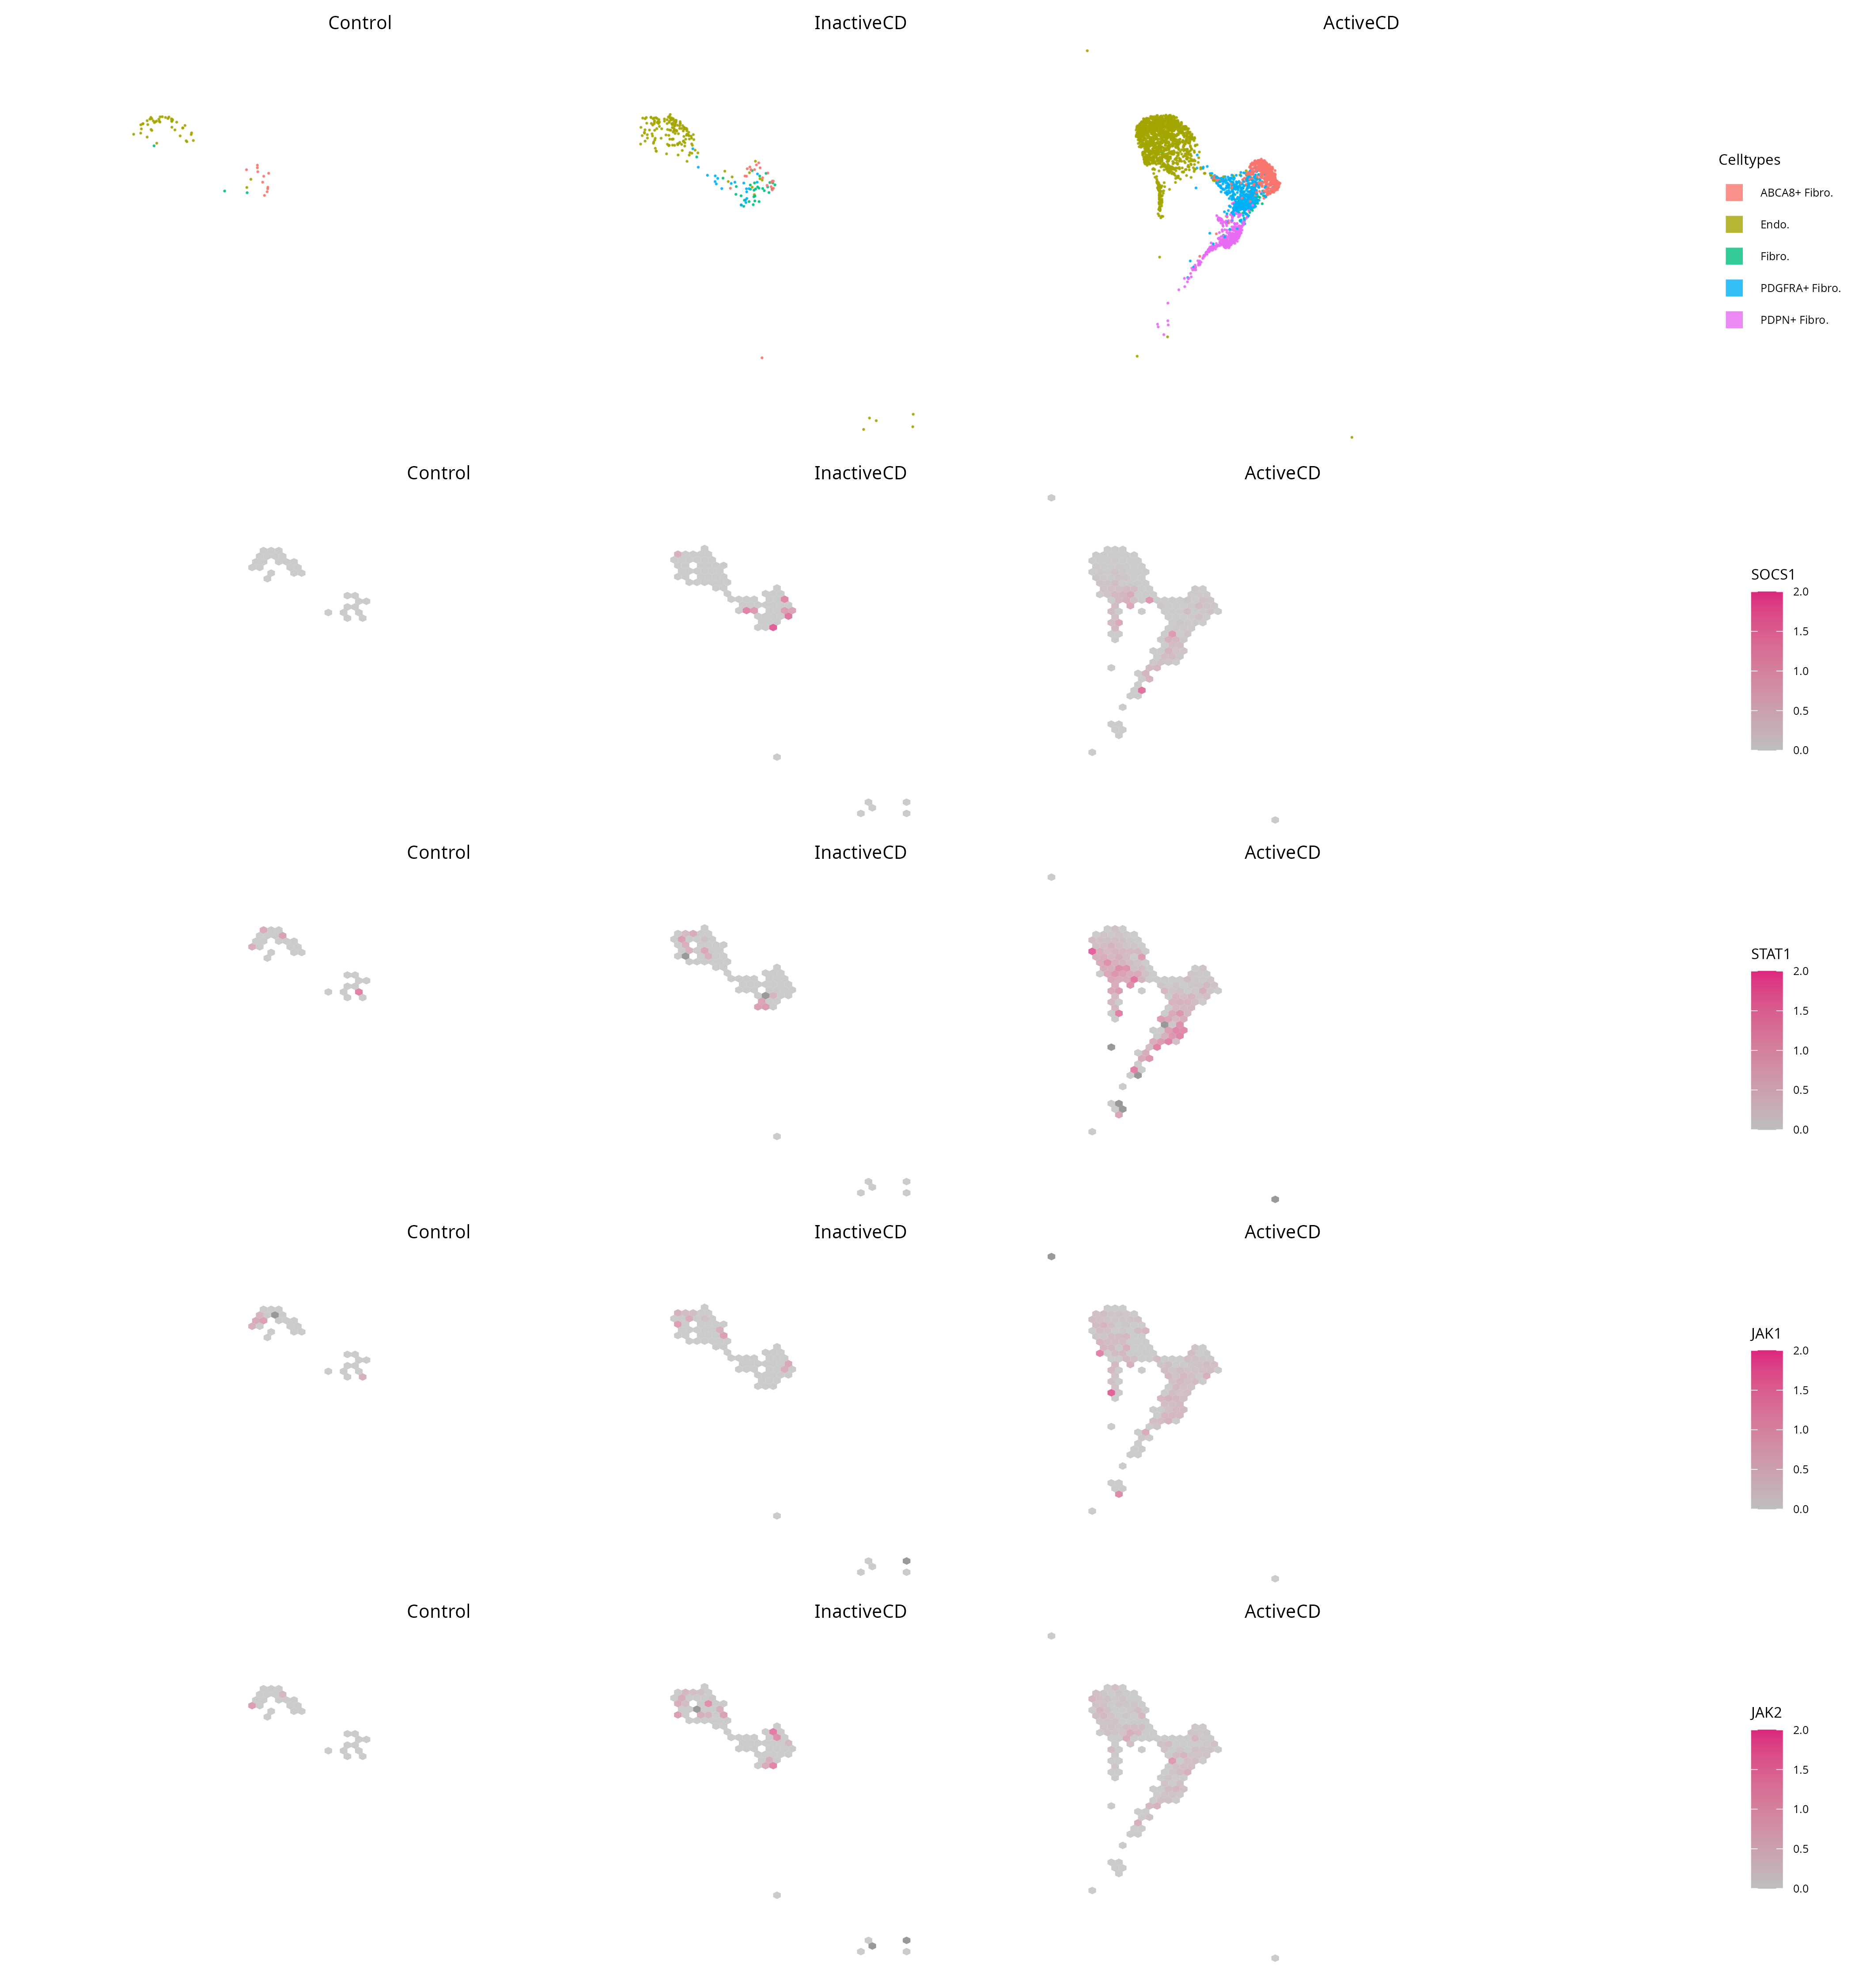 Control InactiveCD ActiveCD
Celltypes
ABCA8+ Fibro.
Endo.
Fibro.
PDGFRA+ Fibro.
PDPN+ Fibro.
Control InactiveCD ActiveCD
SOCS1
2.0
1.5
1.0
0.5
0.0
Control InactiveCD ActiveCD
STAT1
2.0
1.5
1.0
0.5
0.0
Control InactiveCD ActiveCD
JAK1
2.0
1.5
1.0
0.5
0.0
Control InactiveCD ActiveCD
JAK2
2.0
1.5
1.0
0.5
0.0